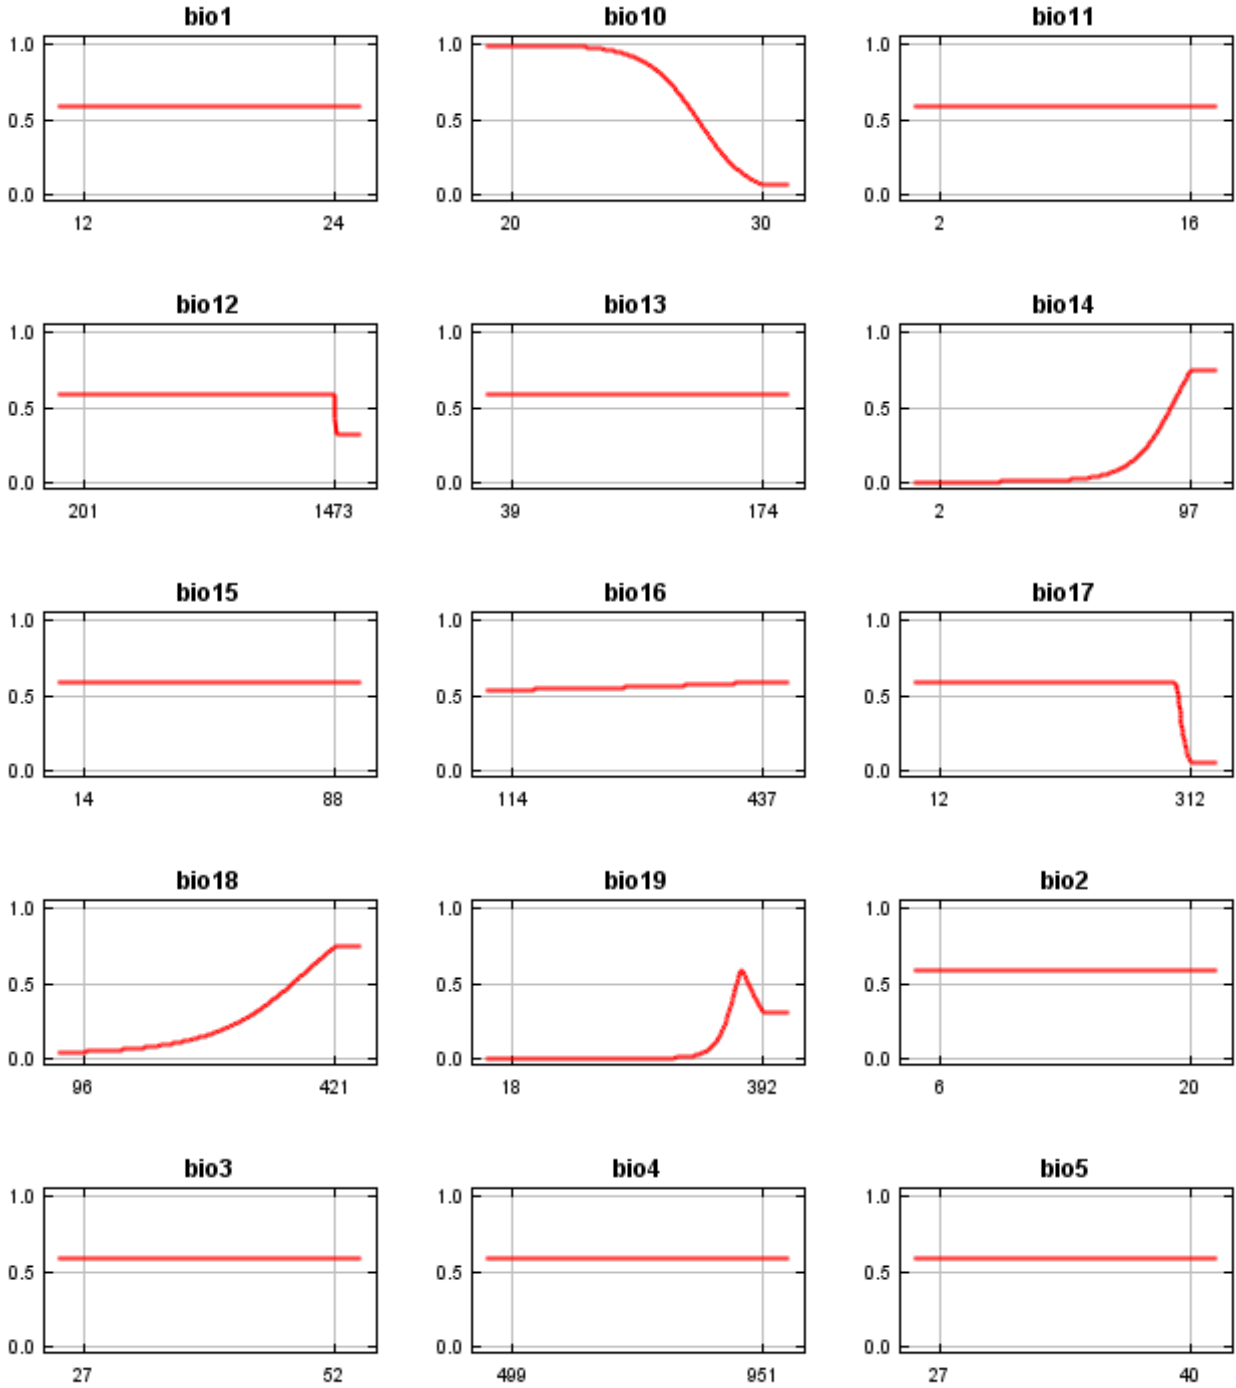 bio1 bio10 bio11
1.0 1.0 1.0
0.5 0.5 0.5
0.0 0.0 0.0
12 24 20 30 2 16
bio12 bio13 bio14
1.0 1.0 1.0
0.5 0.5 0.5
0.0 0.0 0.0
201 1473 39 174 2 97
bio15 bio16 bio17
1.0 1.0 1.0
0.5 0.5 0.5
0.0 0.0 0.0
14 88 114 437 12 312
bio18 bio19 bio2
1.0 1.0 1.0
0.5 0.5 0.5
0.0 0.0 0.0
96 421 18 392 6 20
bio3 bio4 bio5
1.0 1.0 1.0
0.5 0.5 0.5
0.0 0.0 0.0
27 52 499 951 27 40